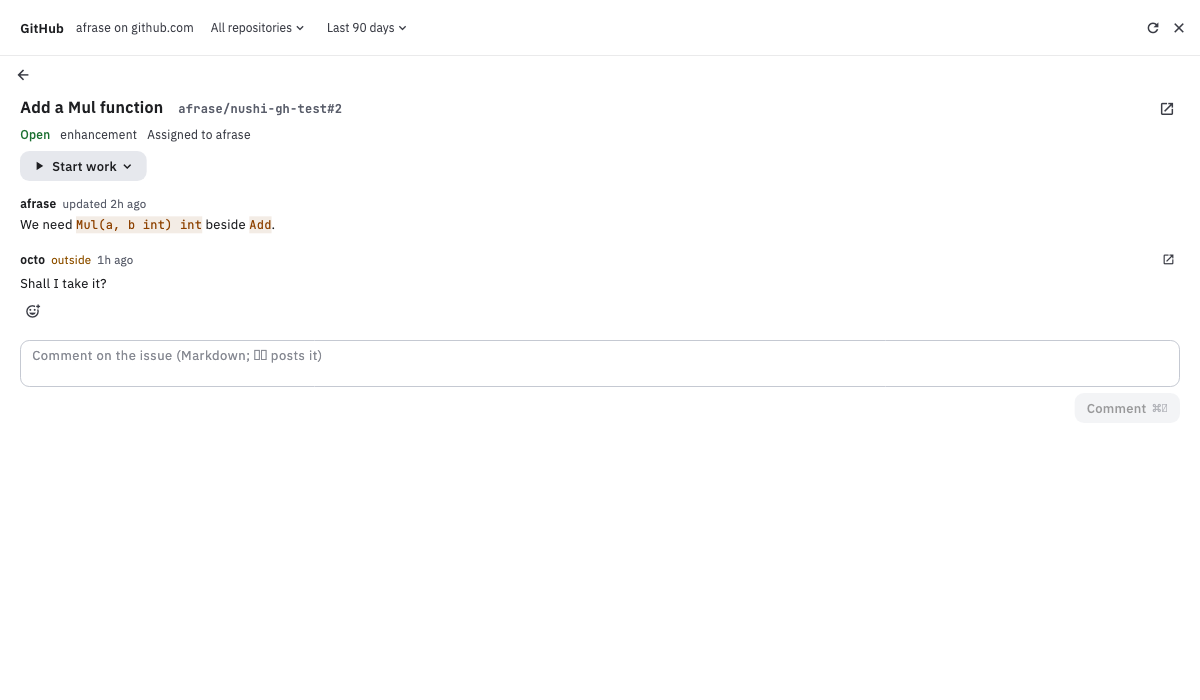 GitHub afrase on github.com All repositories Last 90 days
Add a Mul function afrase/nushi-gh-test#2
Open enhancement Assigned to afrase
Start work
afrase updated 2h ago
We need Mul(a, b int) int beside Add.
octo outside 1h ago
Shall I take it?
Comment on the issue (Markdown; posts it)
Comment ⌘